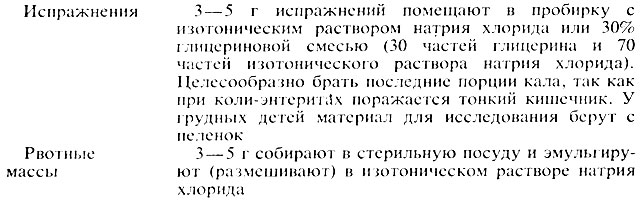 Испражнения 3—5 г испражнений помещают в пробирку с
изотоническим раствором натрия хлорида или 30%
глицериновой смесью (30 частей глицерина и 70
частей изотонического раствора натрия хлорида).
Целесообразно брать последние порции кала, так как
при коли-энтеритах поражается тонкий кишечник. У
грудных детей материал для исследования берут с
пеленок
Рвотные 3—5 г собирают в стерильную посуду и эмульгиру-
массы ют (размешивают) в изотоническом растворе натрия
хлорида